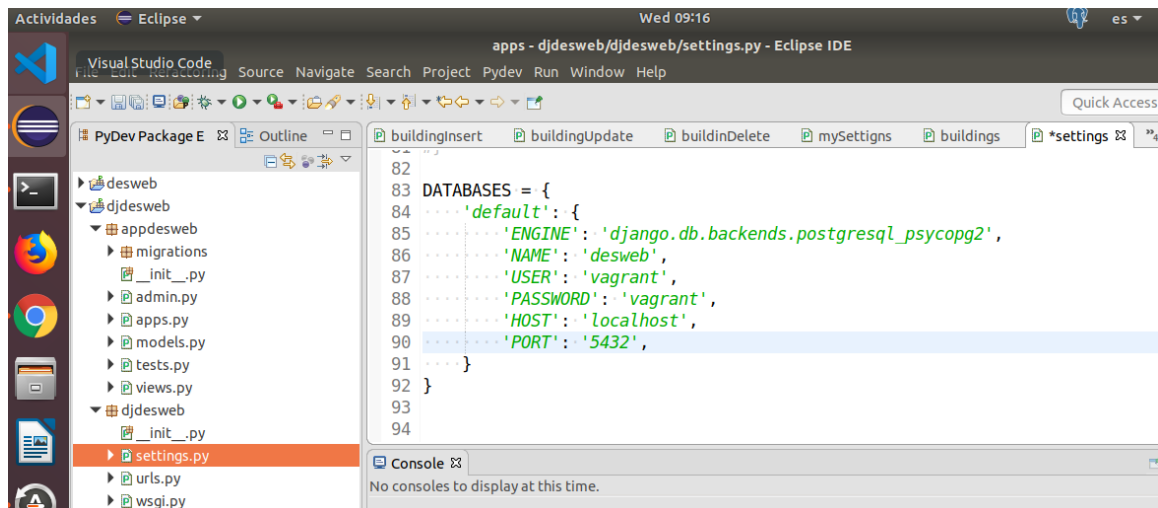 Actividades Eclipse Wed 09:16 es
apps - djdesweb/djdesweb/settings.py - Eclipse IDE
Visual Studio Code
File Edit Refactoring Source Navigate Search Project Pydev Run Window Help
Quick Access
PyDev Package E Outline
buildingInsert buildingUpdate buildinDelete mySettigns buildings *settings
desweb
djdesweb
appdesweb
migrations
__init__.py
admin.py
apps.py
models.py
tests.py
views.py
djdesweb
__init__.py
settings.py
urls.py
wsgi.py
82
83 DATABASES = {
84 'default': {
85 'ENGINE': 'django.db.backends.postgresql_psycopg2',
86 'NAME': 'desweb',
87 'USER': 'vagrant',
88 'PASSWORD': 'vagrant',
89 'HOST': 'localhost',
90 'PORT': '5432',
91 }
92 }
93
94
Console
No consoles to display at this time.